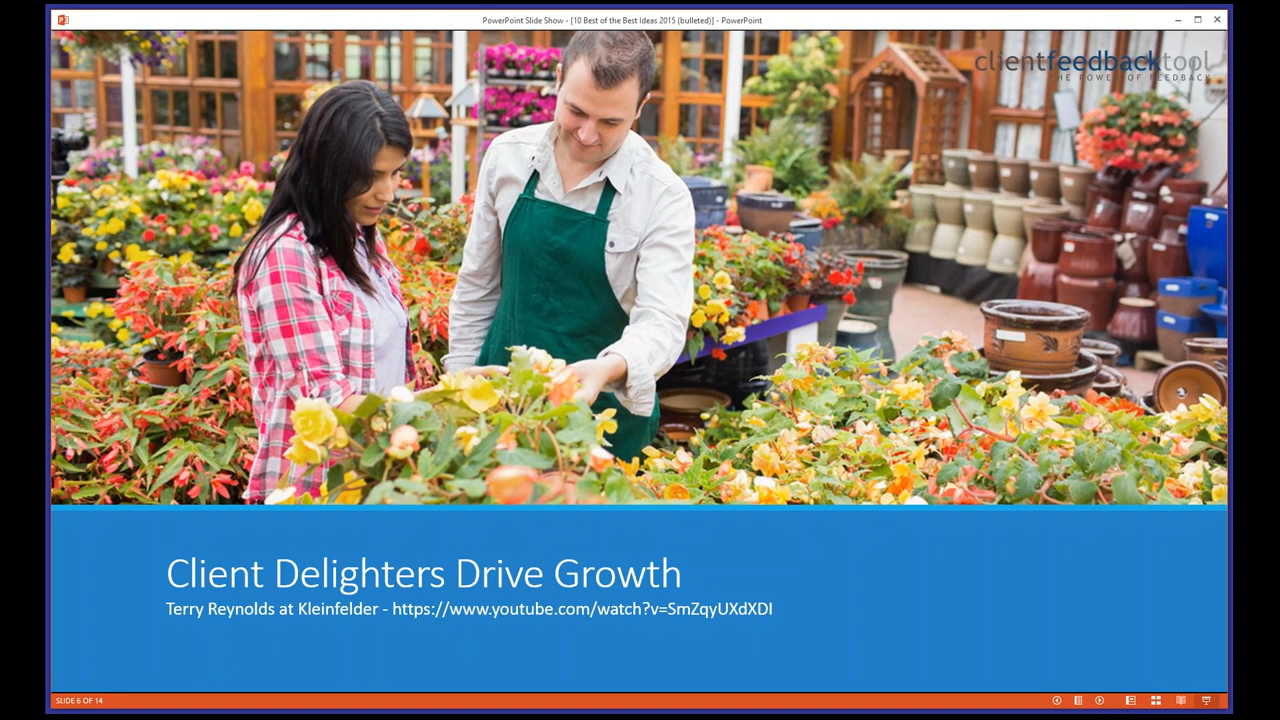 PowerPoint Slide Show - [10 Best of the Best Ideas 2015 (bulleted)] - PowerPoint
clientfeedbacktool
THE POWER OF FEEDBACK
Client Delighters Drive Growth
Terry Reynolds at Kleinfelder - https://www.youtube.com/watch?v=SmZqyUXdXDI
SLIDE 6 OF 14